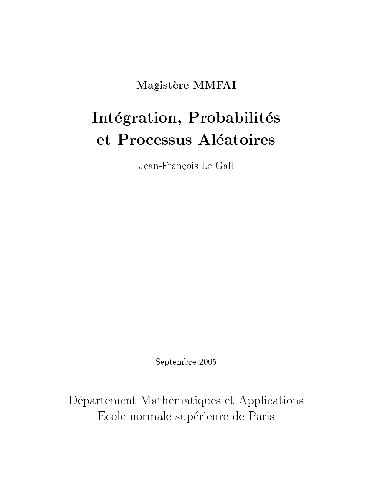 Magistère MMFAI
Intégration, Probabilités
et Processus Aléatoires
Jean-François Le Gall
Septembre 2005
Département Mathématiques et Applications
Ecole normale supérieure de Paris